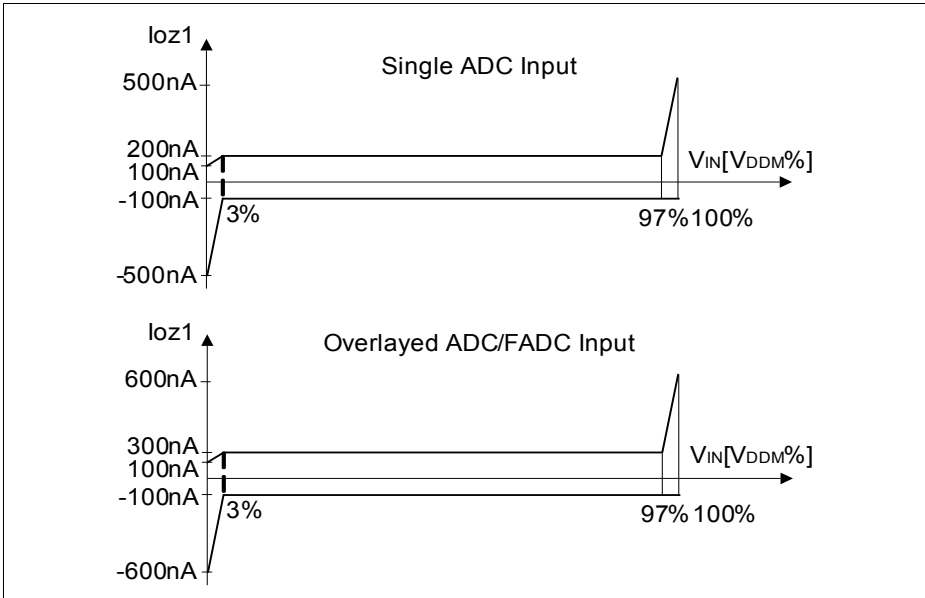 Ioz1
Single ADC Input
500nA
200nA
VIN[VDDM%]
100nA
-100nA
3%
97% 100%
-500nA
Ioz1
Overlayed ADC/FADC Input
600nA
300nA
VIN[VDDM%]
100nA
-100nA
3%
97% 100%
-600nA